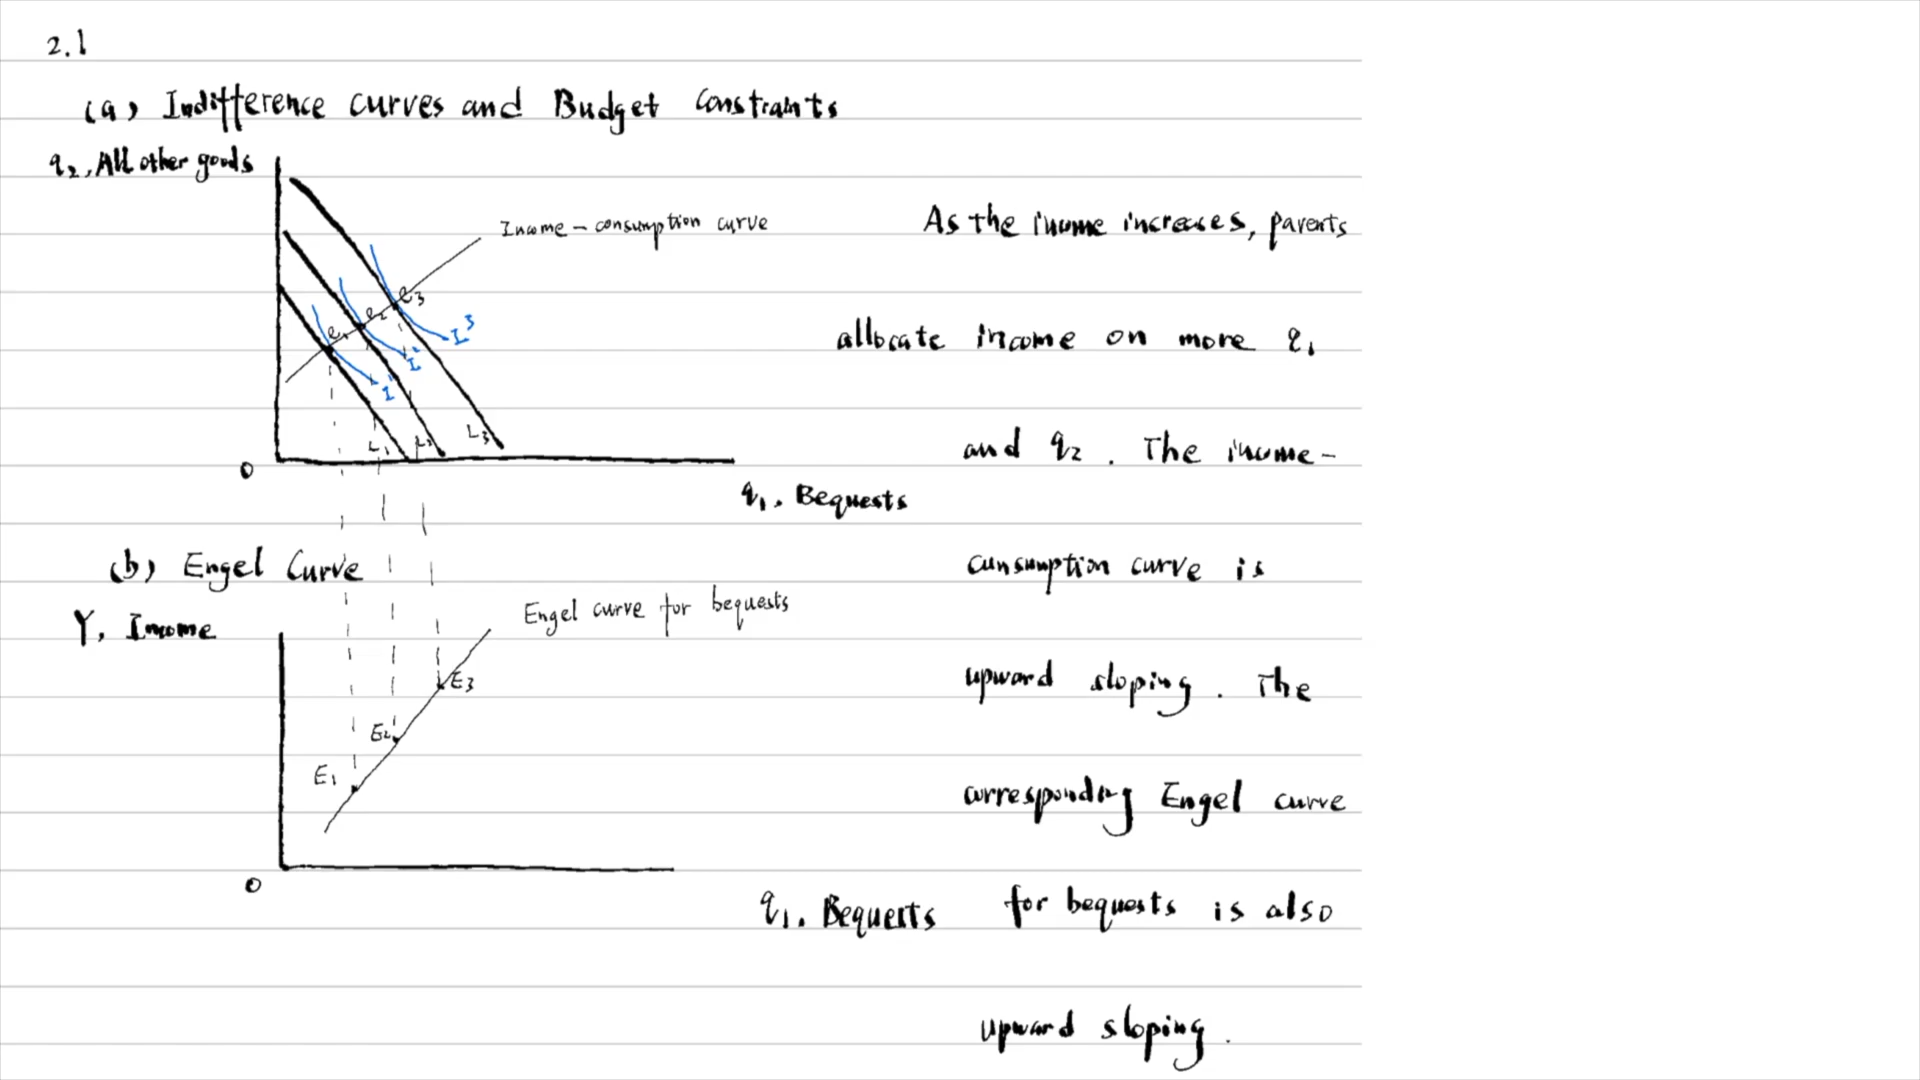 2.1
(a) Indifference curves and Budget Constraints
q₂, All other goods
Income - consumption curve
e₁
e₂
e₃
I³
I²
I¹
L₁
L₂
L₃
0
q₁. Bequests
(b) Engel Curve
Y, Income
Engel curve for bequests
E₃
E₂
E₁
0
q₁. Bequests
As the income increases, parents
allocate income on more q₁
and q₂. The income-
consumption curve is
upward sloping. The
corresponding Engel curve
for bequests is also
upward sloping.